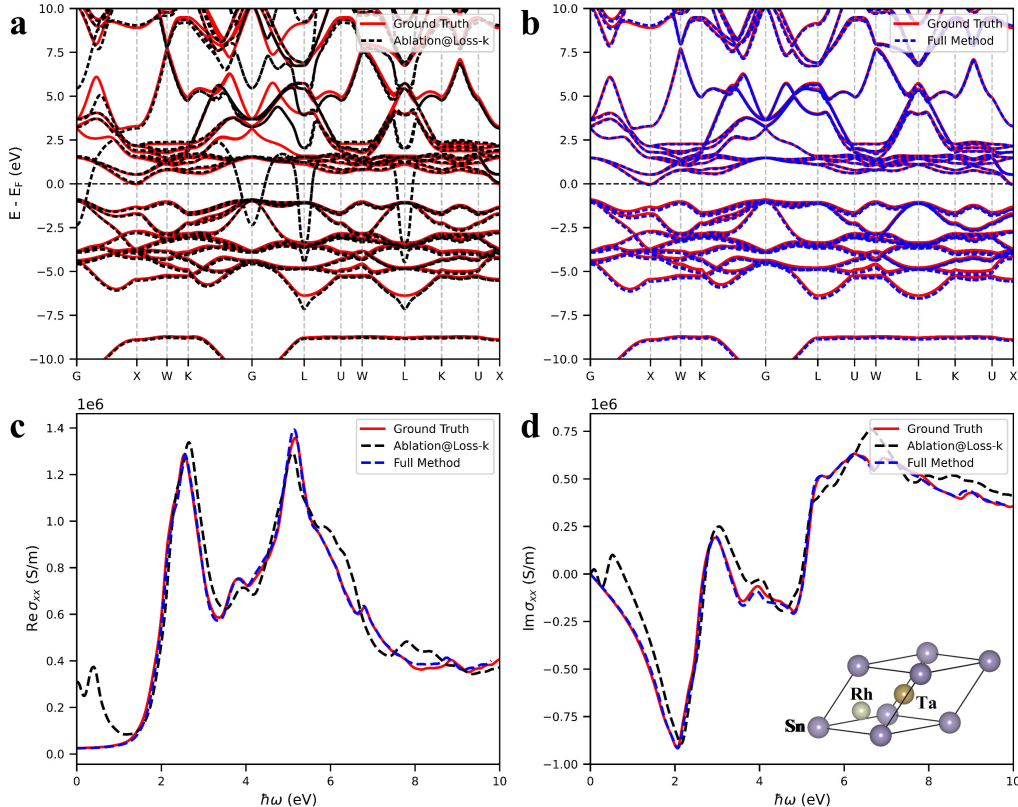 a
10.0
7.5
5.0
2.5
0.0
−2.5
−5.0
−7.5
−10.0
E - E_F (eV)
Ground Truth
Ablation@Loss-k
G X W K G L U W L K U X
b
10.0
7.5
5.0
2.5
0.0
−2.5
−5.0
−7.5
−10.0
Ground Truth
Full Method
G X W K G L U W L K U X
c
1e6
1.4
1.2
1.0
0.8
0.6
0.4
0.2
0.0
Re σxx (S/m)
Ground Truth
Ablation@Loss-k
Full Method
0 2 4 6 8 10
ℏω (eV)
d
1e6
0.75
0.50
0.25
0.00
−0.25
−0.50
−0.75
−1.00
Im σxx (S/m)
Ground Truth
Ablation@Loss-k
Full Method
Rh
Ta
Sn
0 2 4 6 8 10
ℏω (eV)